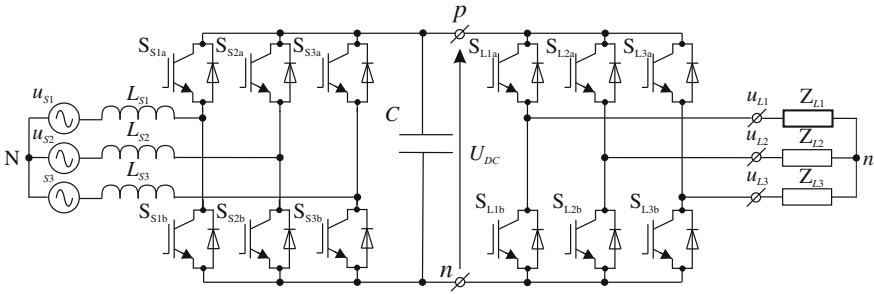 p
S_S1a S_S2a S_S3a S_L1a S_L2a S_L3a
u_S1 L_S1 C u_L1 Z_L1
u_S2 L_S2 U_DC u_L2 Z_L2
N n
S3 L_S3 u_L3 Z_L3
S_S1b S_S2b S_S3b S_L1b S_L2b S_L3b
n